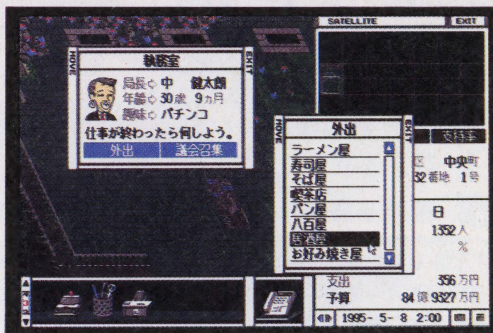 MOVE
執務室
EXIT
局長⇨ 中 健太朗
年齢⇨ 30歳 9ヵ月
趣味⇨ パチンコ
仕事が終わったら何しよう。
外出
議会召集
MOVE
外出
EXIT
ラーメン屋
寿司屋
そば屋
喫茶店
パン屋
八百屋
居酒屋
お好み焼き屋
SATELLITE
EXIT
支持率
区 中央町
32番地 1号
日
1352人
%
支出 356万円
予算 84億9327万円
1995- 5- 8 2:00